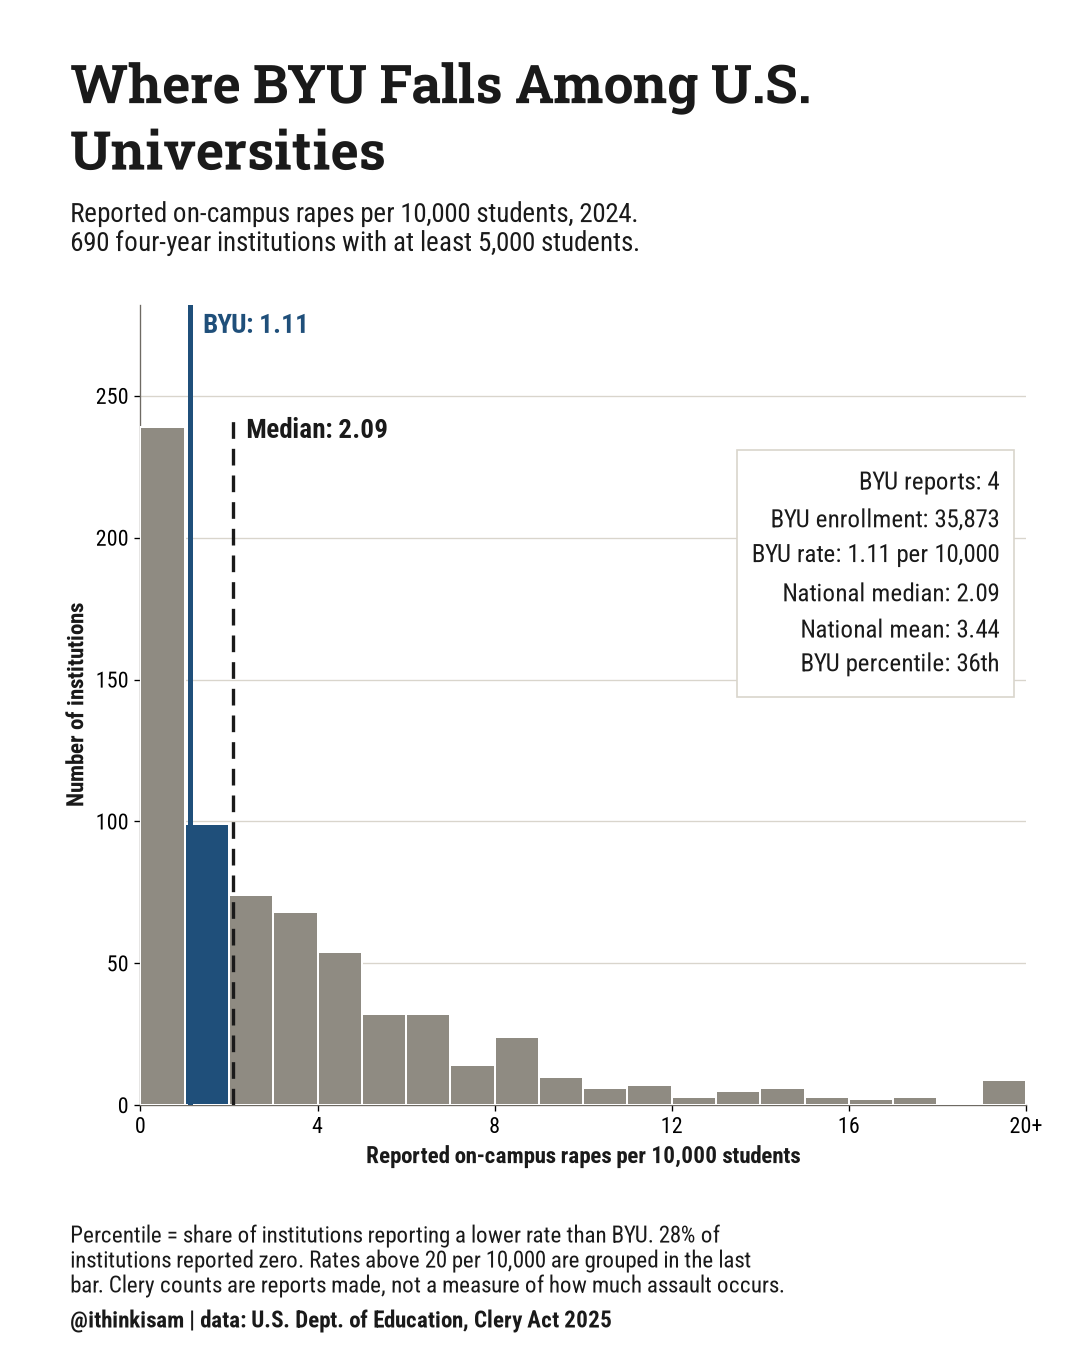 Where BYU Falls Among U.S.
Universities
Reported on-campus rapes per 10,000 students, 2024.
690 four-year institutions with at least 5,000 students.
BYU: 1.11
Median: 2.09
BYU reports: 4
BYU enrollment: 35,873
BYU rate: 1.11 per 10,000
National median: 2.09
National mean: 3.44
BYU percentile: 36th
Number of institutions
250
200
150
100
50
0
0
4
8
12
16
20+
Reported on-campus rapes per 10,000 students
Percentile = share of institutions reporting a lower rate than BYU. 28% of
institutions reported zero. Rates above 20 per 10,000 are grouped in the last
bar. Clery counts are reports made, not a measure of how much assault occurs.
@ithinkisam | data: U.S. Dept. of Education, Clery Act 2025